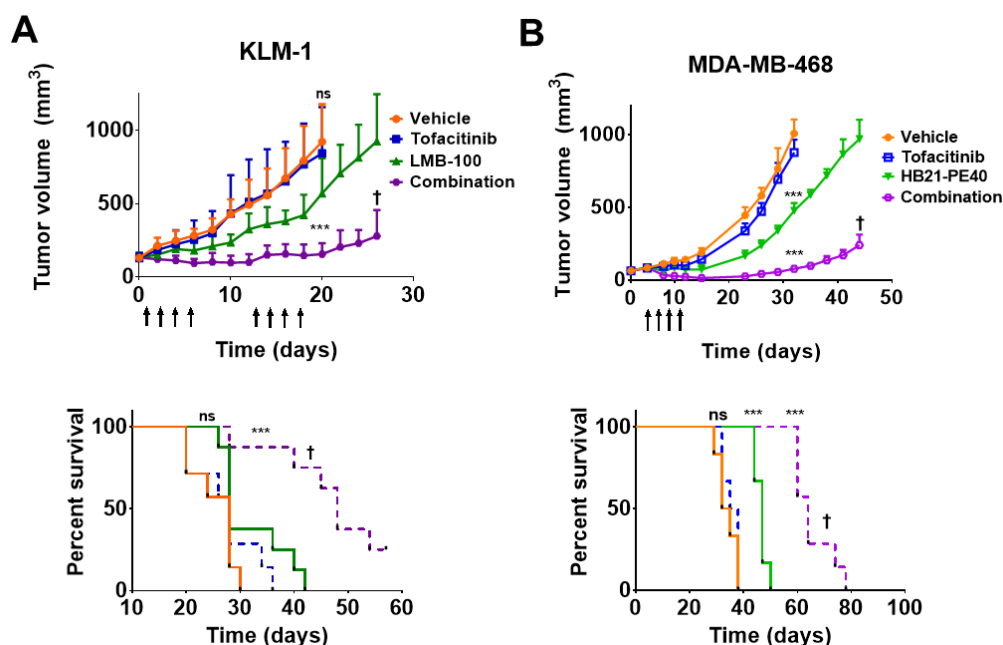 A
KLM-1
Tumor volume (mm3)
1000
500
0
0 10 20 30
Time (days)
ns
***
†
Vehicle
Tofacitinib
LMB-100
Combination
B
MDA-MB-468
Tumor volume (mm3)
1000
500
0
0 10 20 30 40 50
Time (days)
***
***
†
Vehicle
Tofacitinib
HB21-PE40
Combination
Percent survival
100
50
0
10 20 30 40 50 60
Time (days)
ns
***
†
Percent survival
100
50
0
0 20 40 60 80 100
Time (days)
ns *** ***
†